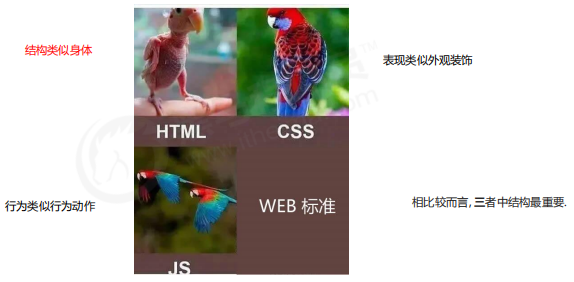 结构类似身体
表现类似外观装饰
HTML
CSS
行为类似行为动作
WEB 标准
相比较而言, 三者中结构最重要.
JS